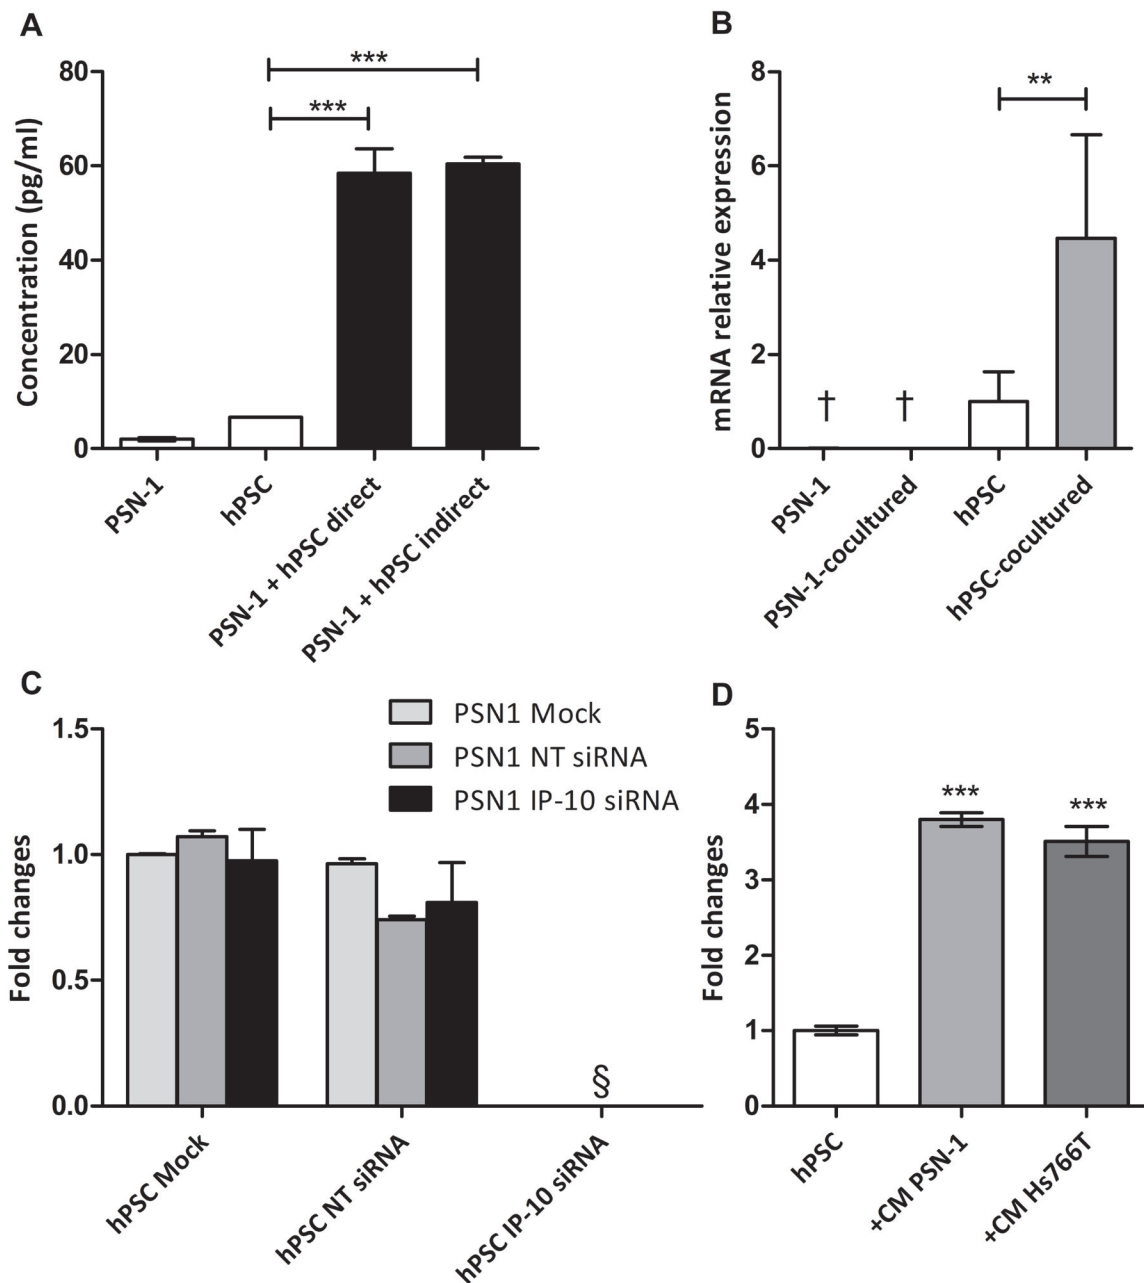 A
Concentration (pg/ml)
80
60
40
20
0
***
***
PSN-1
hPSC
PSN-1 + hPSC direct
PSN-1 + hPSC indirect
B
mRNA relative expression
8
6
4
2
0
**
†
†
PSN-1
PSN-1-cocultured
hPSC
hPSC-cocultured
C
Fold changes
1.5
1.0
0.5
0.0
PSN1 Mock
PSN1 NT siRNA
PSN1 IP-10 siRNA
§
hPSC Mock
hPSC NT siRNA
hPSC IP-10 siRNA
D
Fold changes
5
4
3
2
1
0
***
***
hPSC
+CM PSN-1
+CM Hs766T